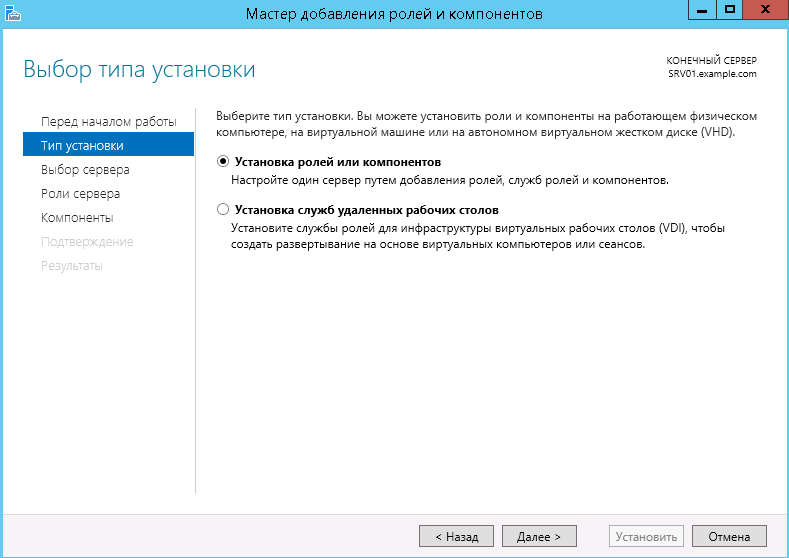 Мастер добавления ролей и компонентов
Выбор типа установки
КОНЕЧНЫЙ СЕРВЕР
SRV01.example.com
Перед началом работы
Тип установки
Выбор сервера
Роли сервера
Компоненты
Подтверждение
Результаты
Выберите тип установки. Вы можете установить роли и компоненты на работающем физическом
компьютере, на виртуальной машине или на автономном виртуальном жестком диске (VHD).
Установка ролей или компонентов
Настройте один сервер путем добавления ролей, служб ролей и компонентов.
Установка служб удаленных рабочих столов
Установите службы ролей для инфраструктуры виртуальных рабочих столов (VDI), чтобы
создать развертывание на основе виртуальных компьютеров или сеансов.
< Назад
Далее >
Установить
Отмена